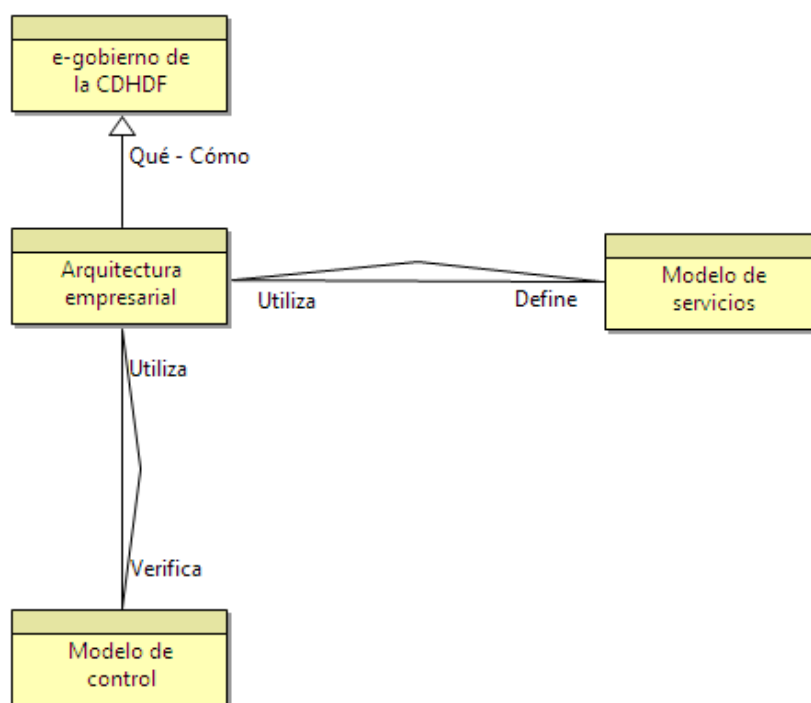 e-gobierno de
la CDHDF
Qué - Cómo
Arquitectura
empresarial
Utiliza
Define
Modelo de
servicios
Utiliza
Verifica
Modelo de
control